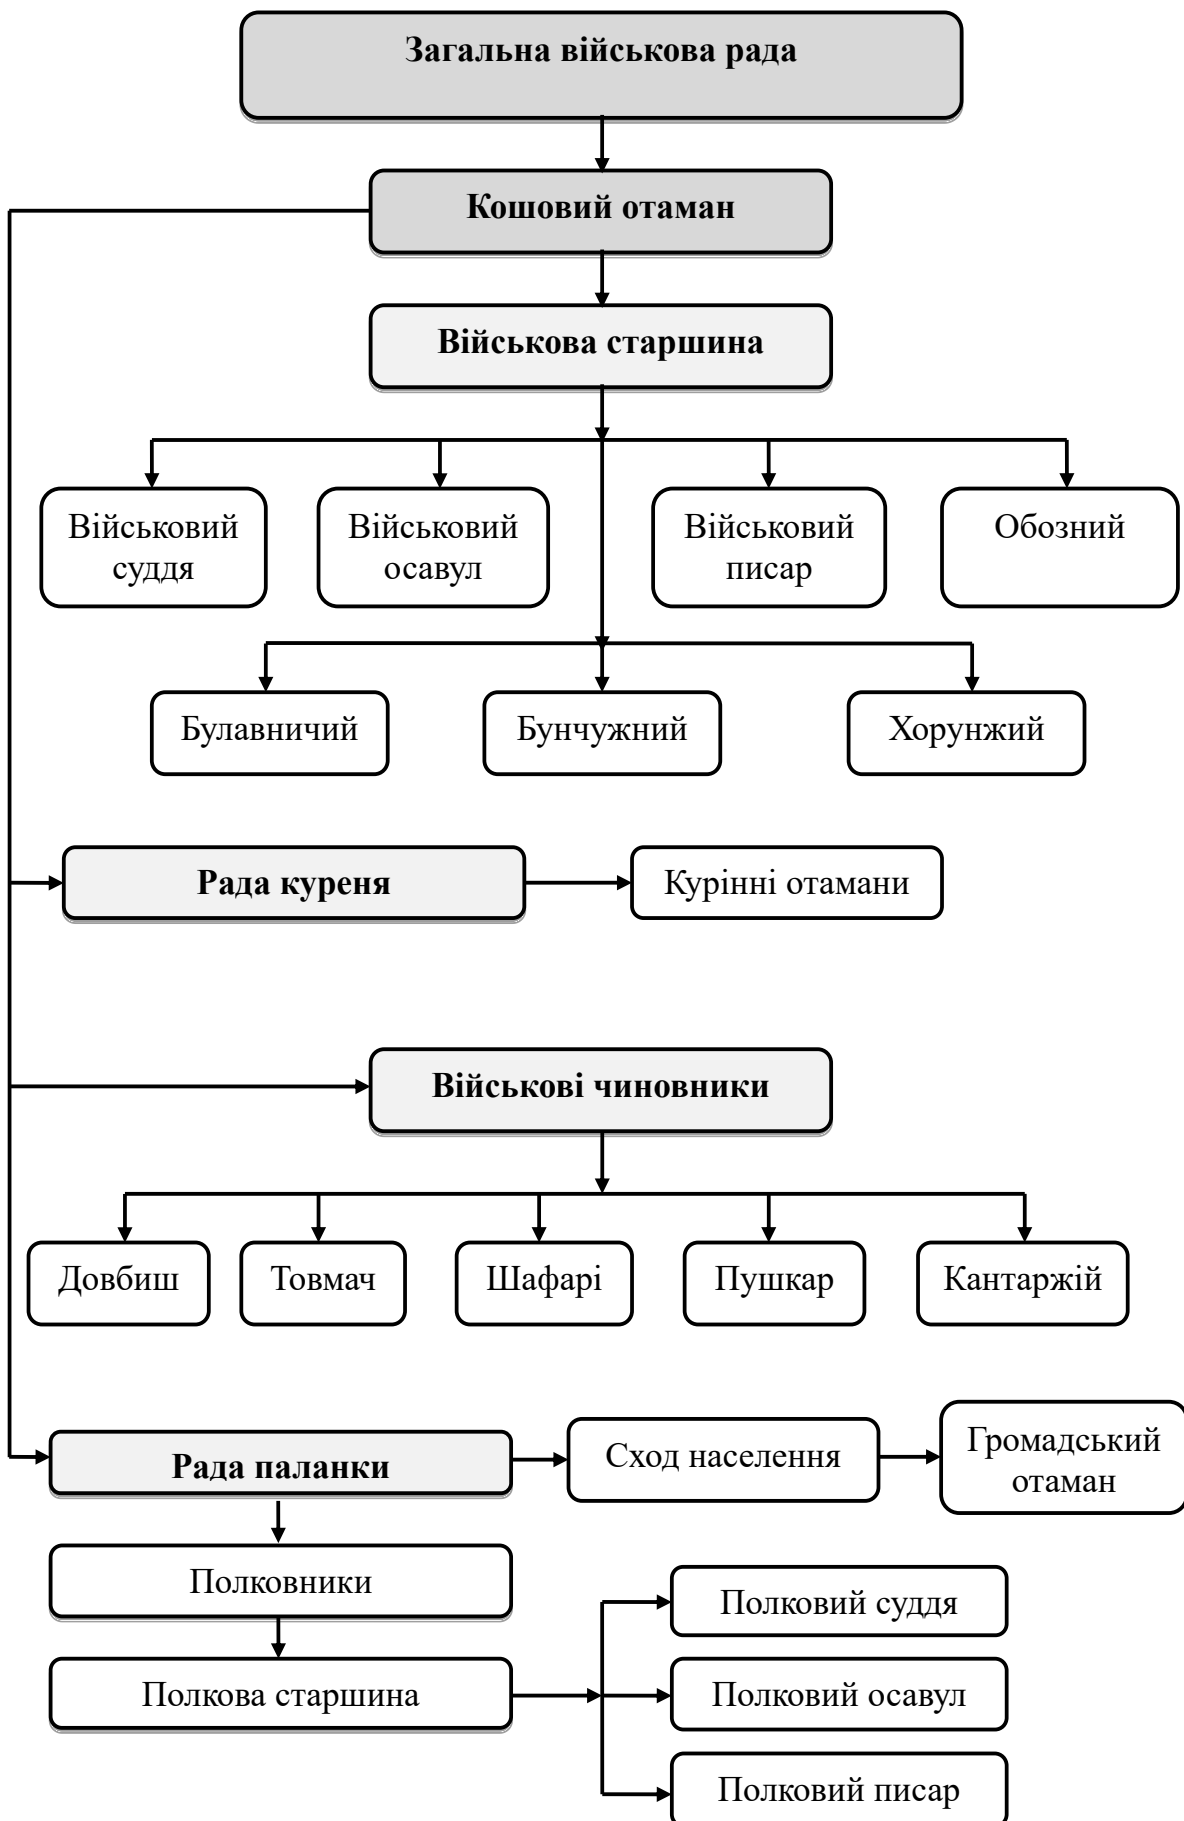 Загальна військова рада
Кошовий отаман
Військова старшина
Військовий
суддя
Військовий
осавул
Військовий
писар
Обозний
Булавничий
Бунчужний
Хорунжий
Рада куреня
Курінні отамани
Військові чиновники
Довбиш
Товмач
Шафарі
Пушкар
Кантаржій
Рада паланки
Сход населення
Громадський
отаман
Полковники
Полкова старшина
Полковий суддя
Полковий осавул
Полковий писар